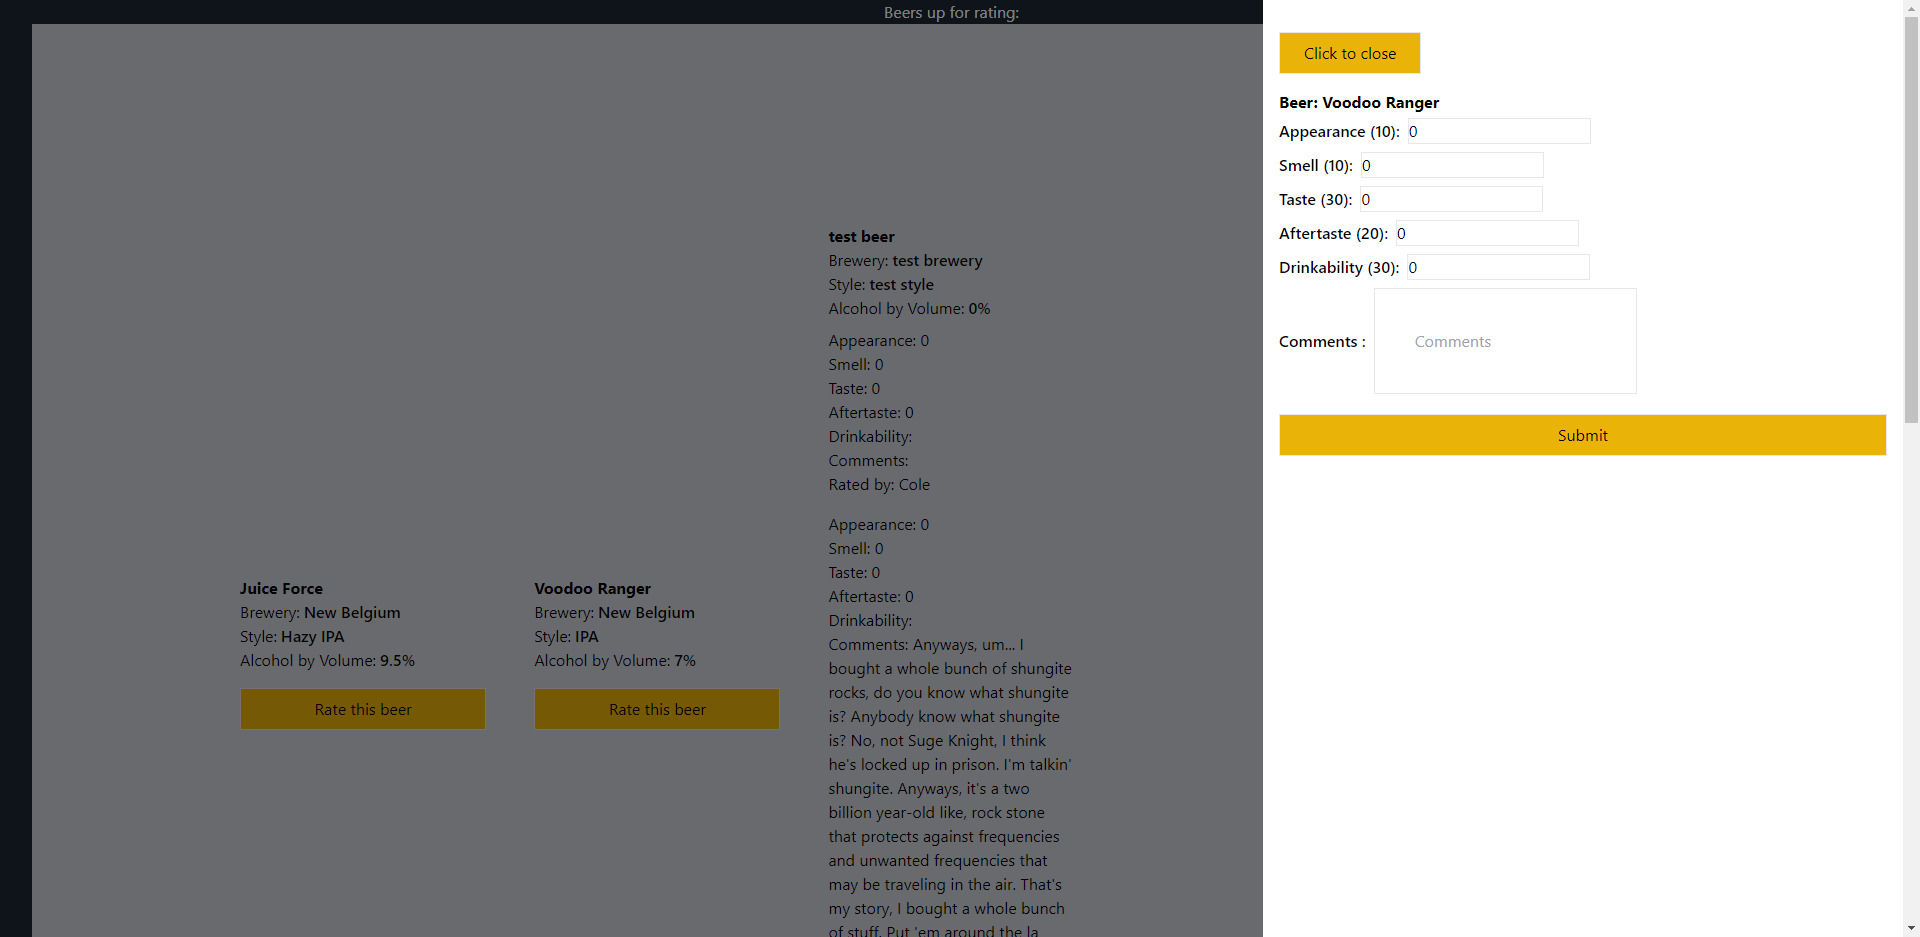 Beers up for rating:
test beer
Brewery: test brewery
Style: test style
Alcohol by Volume: 0%
Appearance: 0
Smell: 0
Taste: 0
Aftertaste: 0
Drinkability:
Comments:
Rated by: Cole
Appearance: 0
Smell: 0
Taste: 0
Aftertaste: 0
Drinkability:
Comments: Anyways, um... I
bought a whole bunch of shungite
rocks, do you know what shungite
is? Anybody know what shungite
is? No, not Suge Knight, I think
he's locked up in prison. I'm talkin'
shungite. Anyways, it's a two
billion year-old like, rock stone
that protects against frequencies
and unwanted frequencies that
may be traveling in the air. That's
my story, I bought a whole bunch
of stuff. Put 'em around the la
Juice Force
Brewery: New Belgium
Style: Hazy IPA
Alcohol by Volume: 9.5%
Rate this beer
Voodoo Ranger
Brewery: New Belgium
Style: IPA
Alcohol by Volume: 7%
Rate this beer
Click to close
Beer: Voodoo Ranger
Appearance (10): 0
Smell (10): 0
Taste (30): 0
Aftertaste (20): 0
Drinkability (30): 0
Comments : Comments
Submit